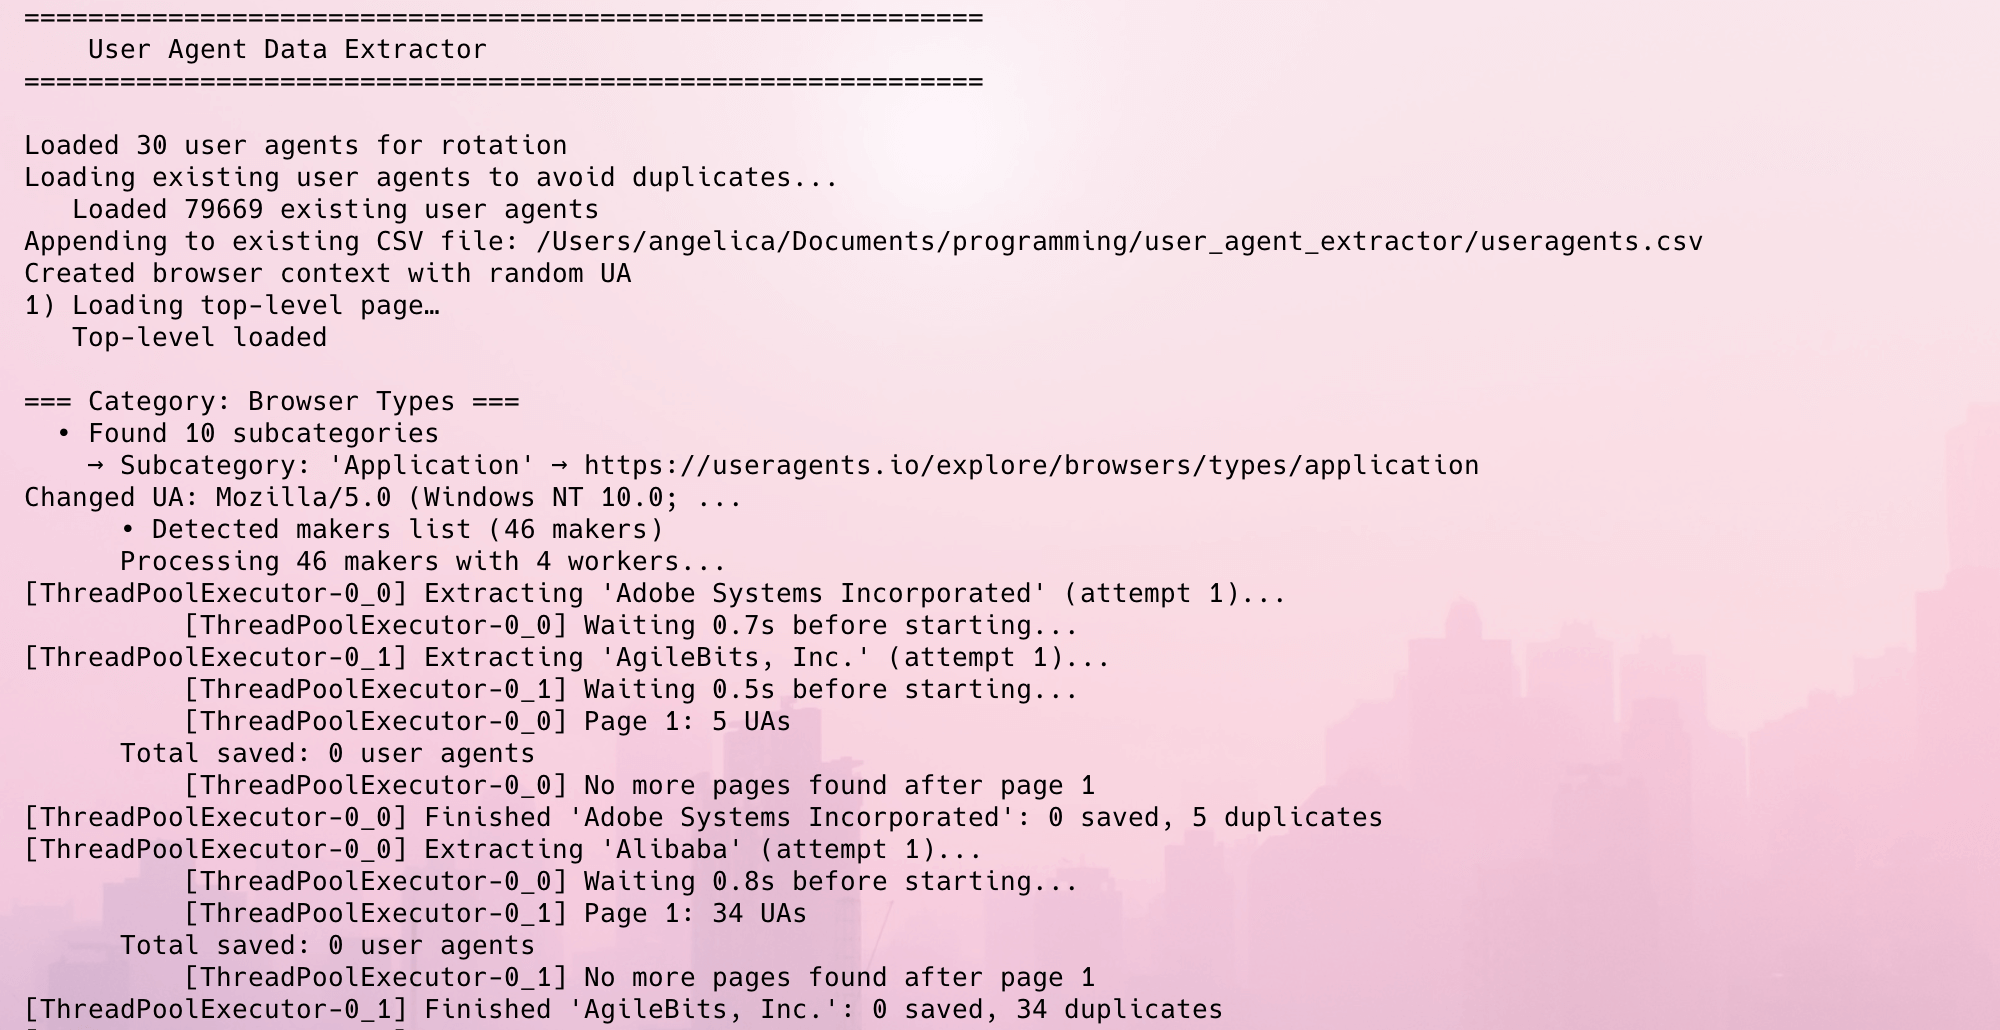 ============================================================
    User Agent Data Extractor
============================================================

Loaded 30 user agents for rotation
Loading existing user agents to avoid duplicates...
   Loaded 79669 existing user agents
Appending to existing CSV file: /Users/angelica/Documents/programming/user_agent_extractor/useragents.csv
Created browser context with random UA
1) Loading top-level page…
   Top-level loaded

=== Category: Browser Types ===
  • Found 10 subcategories
    → Subcategory: 'Application' → https://useragents.io/explore/browsers/types/application
Changed UA: Mozilla/5.0 (Windows NT 10.0; ...
      • Detected makers list (46 makers)
      Processing 46 makers with 4 workers...
[ThreadPoolExecutor-0_0] Extracting 'Adobe Systems Incorporated' (attempt 1)...
          [ThreadPoolExecutor-0_0] Waiting 0.7s before starting...
[ThreadPoolExecutor-0_1] Extracting 'AgileBits, Inc.' (attempt 1)...
          [ThreadPoolExecutor-0_1] Waiting 0.5s before starting...
          [ThreadPoolExecutor-0_0] Page 1: 5 UAs
      Total saved: 0 user agents
          [ThreadPoolExecutor-0_0] No more pages found after page 1
[ThreadPoolExecutor-0_0] Finished 'Adobe Systems Incorporated': 0 saved, 5 duplicates
[ThreadPoolExecutor-0_0] Extracting 'Alibaba' (attempt 1)...
          [ThreadPoolExecutor-0_0] Waiting 0.8s before starting...
          [ThreadPoolExecutor-0_1] Page 1: 34 UAs
      Total saved: 0 user agents
          [ThreadPoolExecutor-0_1] No more pages found after page 1
[ThreadPoolExecutor-0_1] Finished 'AgileBits, Inc.': 0 saved, 34 duplicates